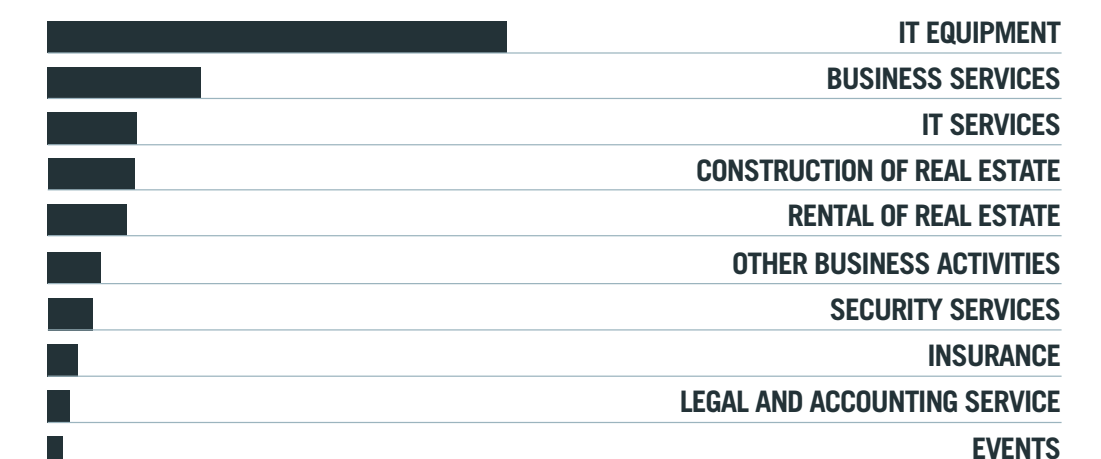 IT EQUIPMENT
BUSINESS SERVICES
IT SERVICES
CONSTRUCTION OF REAL ESTATE
RENTAL OF REAL ESTATE
OTHER BUSINESS ACTIVITIES
SECURITY SERVICES
INSURANCE
LEGAL AND ACCOUNTING SERVICE
EVENTS